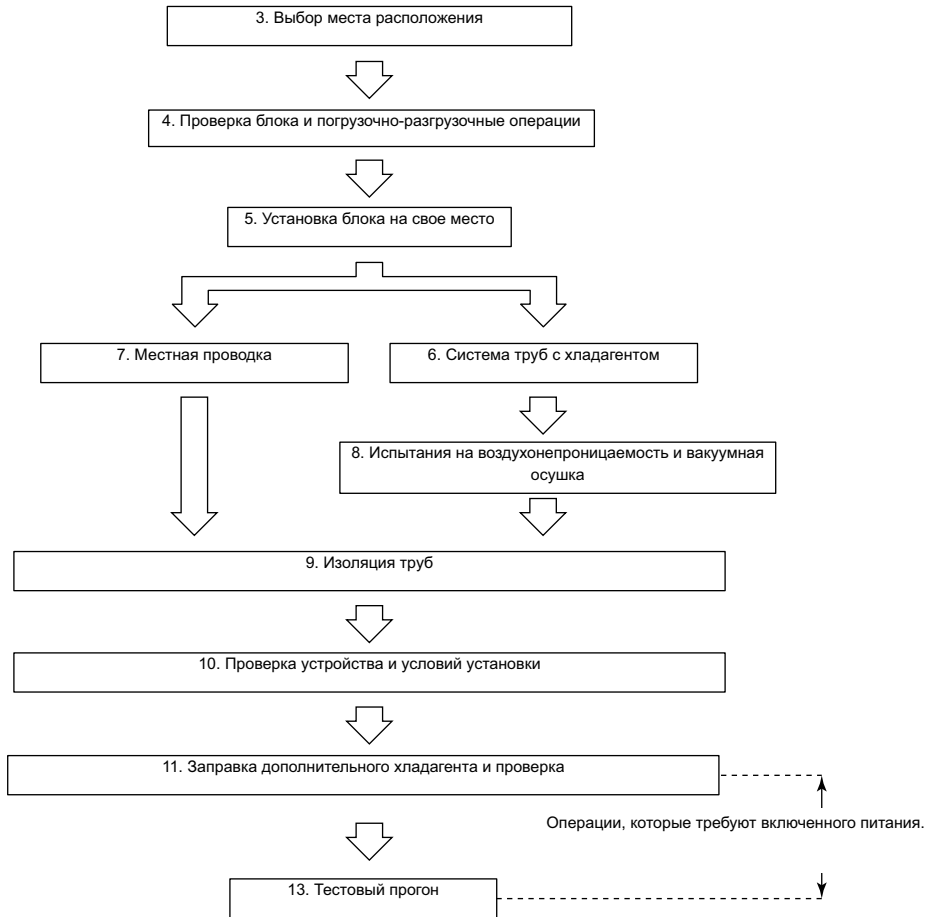 3. Выбор места расположения
4. Проверка блока и погрузочно-разгрузочные операции
5. Установка блока на свое место
7. Местная проводка
6. Система труб с хладагентом
8. Испытания на воздухонепроницаемость и вакуумная
осушка
9. Изоляция труб
10. Проверка устройства и условий установки
11. Заправка дополнительного хладагента и проверка
Операции, которые требуют включенного питания.
13. Тестовый прогон